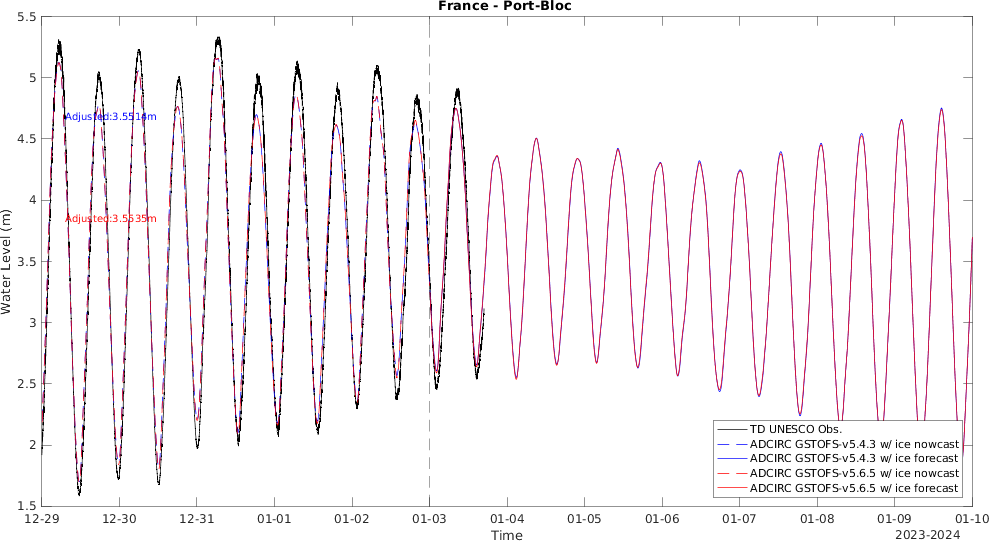 France - Port-Bloc
Water Level (m)
5.5
5
4.5
4
3.5
3
2.5
2
1.5
Adjusted:3.5514m
Adjusted:3.5535m
TD UNESCO Obs.
ADCIRC GSTOFS-v5.4.3 w/ ice nowcast
ADCIRC GSTOFS-v5.4.3 w/ ice forecast
ADCIRC GSTOFS-v5.6.5 w/ ice nowcast
ADCIRC GSTOFS-v5.6.5 w/ ice forecast
12-29 12-30 12-31 01-01 01-02 01-03 01-04 01-05 01-06 01-07 01-08 01-09 01-10
Time
2023-2024